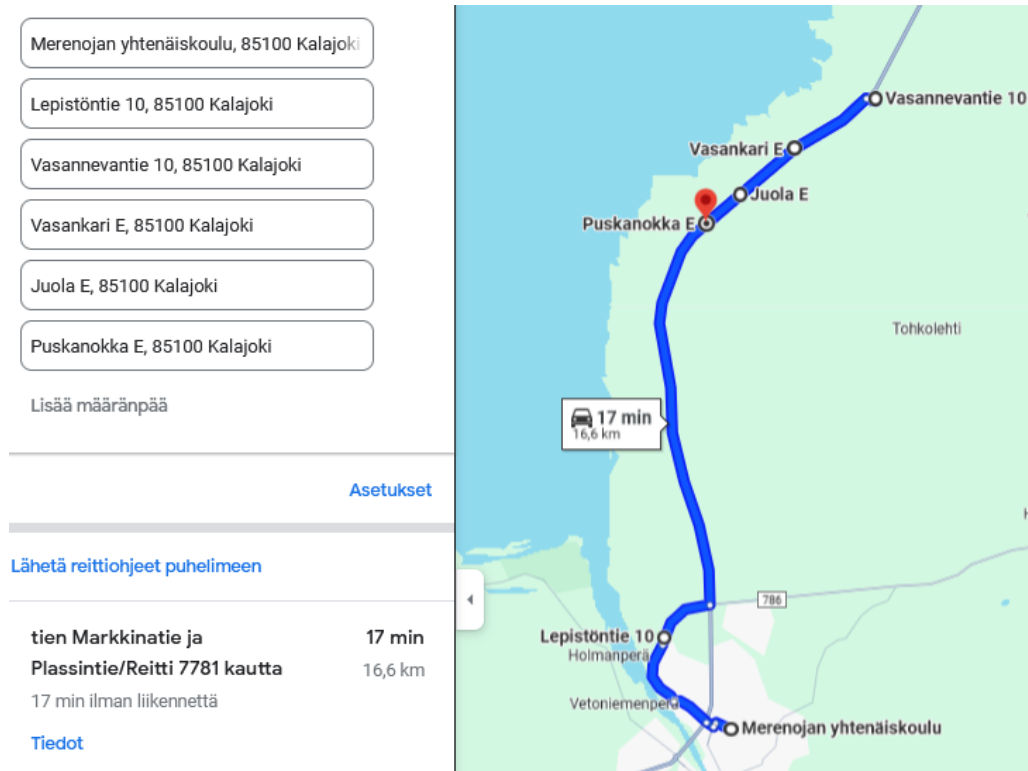 Merenojan yhtenäiskoulu, 85100 Kalajoki
Lepistöntie 10, 85100 Kalajoki
Vasannevantie 10, 85100 Kalajoki
Vasankari E, 85100 Kalajoki
Juola E, 85100 Kalajoki
Puskanokka E, 85100 Kalajoki
Lisää määränpää
Asetukset
Lähetä reittiohjeet puhelimeen
tien Markkinatie ja 17 min
Plassintie/Reitti 7781 kautta 16,6 km
17 min ilman liikennettä
Tiedot
Vasannevantie 10
Vasankari E
Juola E
Puskanokka E
Tohkolehti
17 min
16,6 km
786
Lepistöntie 10
Holmanperä
Vetoniemenperä
Merenojan yhtenäiskoulu